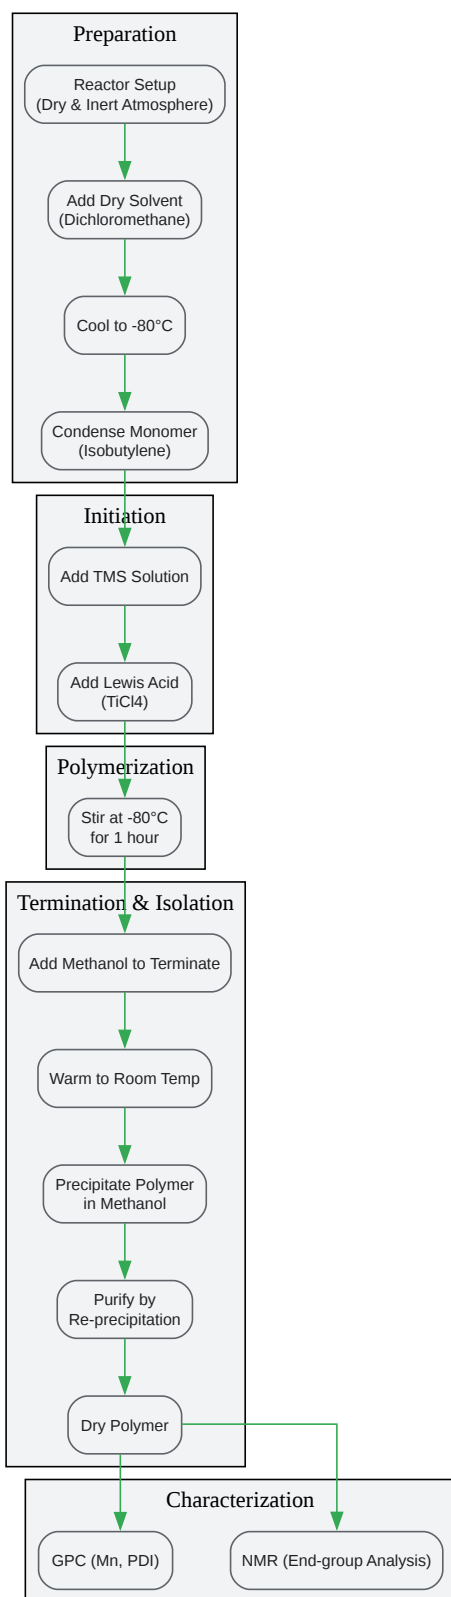 Preparation
Reactor Setup
(Dry & Inert Atmosphere)
Add Dry Solvent
(Dichloromethane)
Cool to -80°C
Condense Monomer
(Isobutylene)
Initiation
Add TMS Solution
Add Lewis Acid
(TiCl4)
Polymerization
Stir at -80°C
for 1 hour
Termination & Isolation
Add Methanol to Terminate
Warm to Room Temp
Precipitate Polymer
in Methanol
Purify by
Re-precipitation
Dry Polymer
Characterization
GPC (Mn, PDI)
NMR (End-group Analysis)